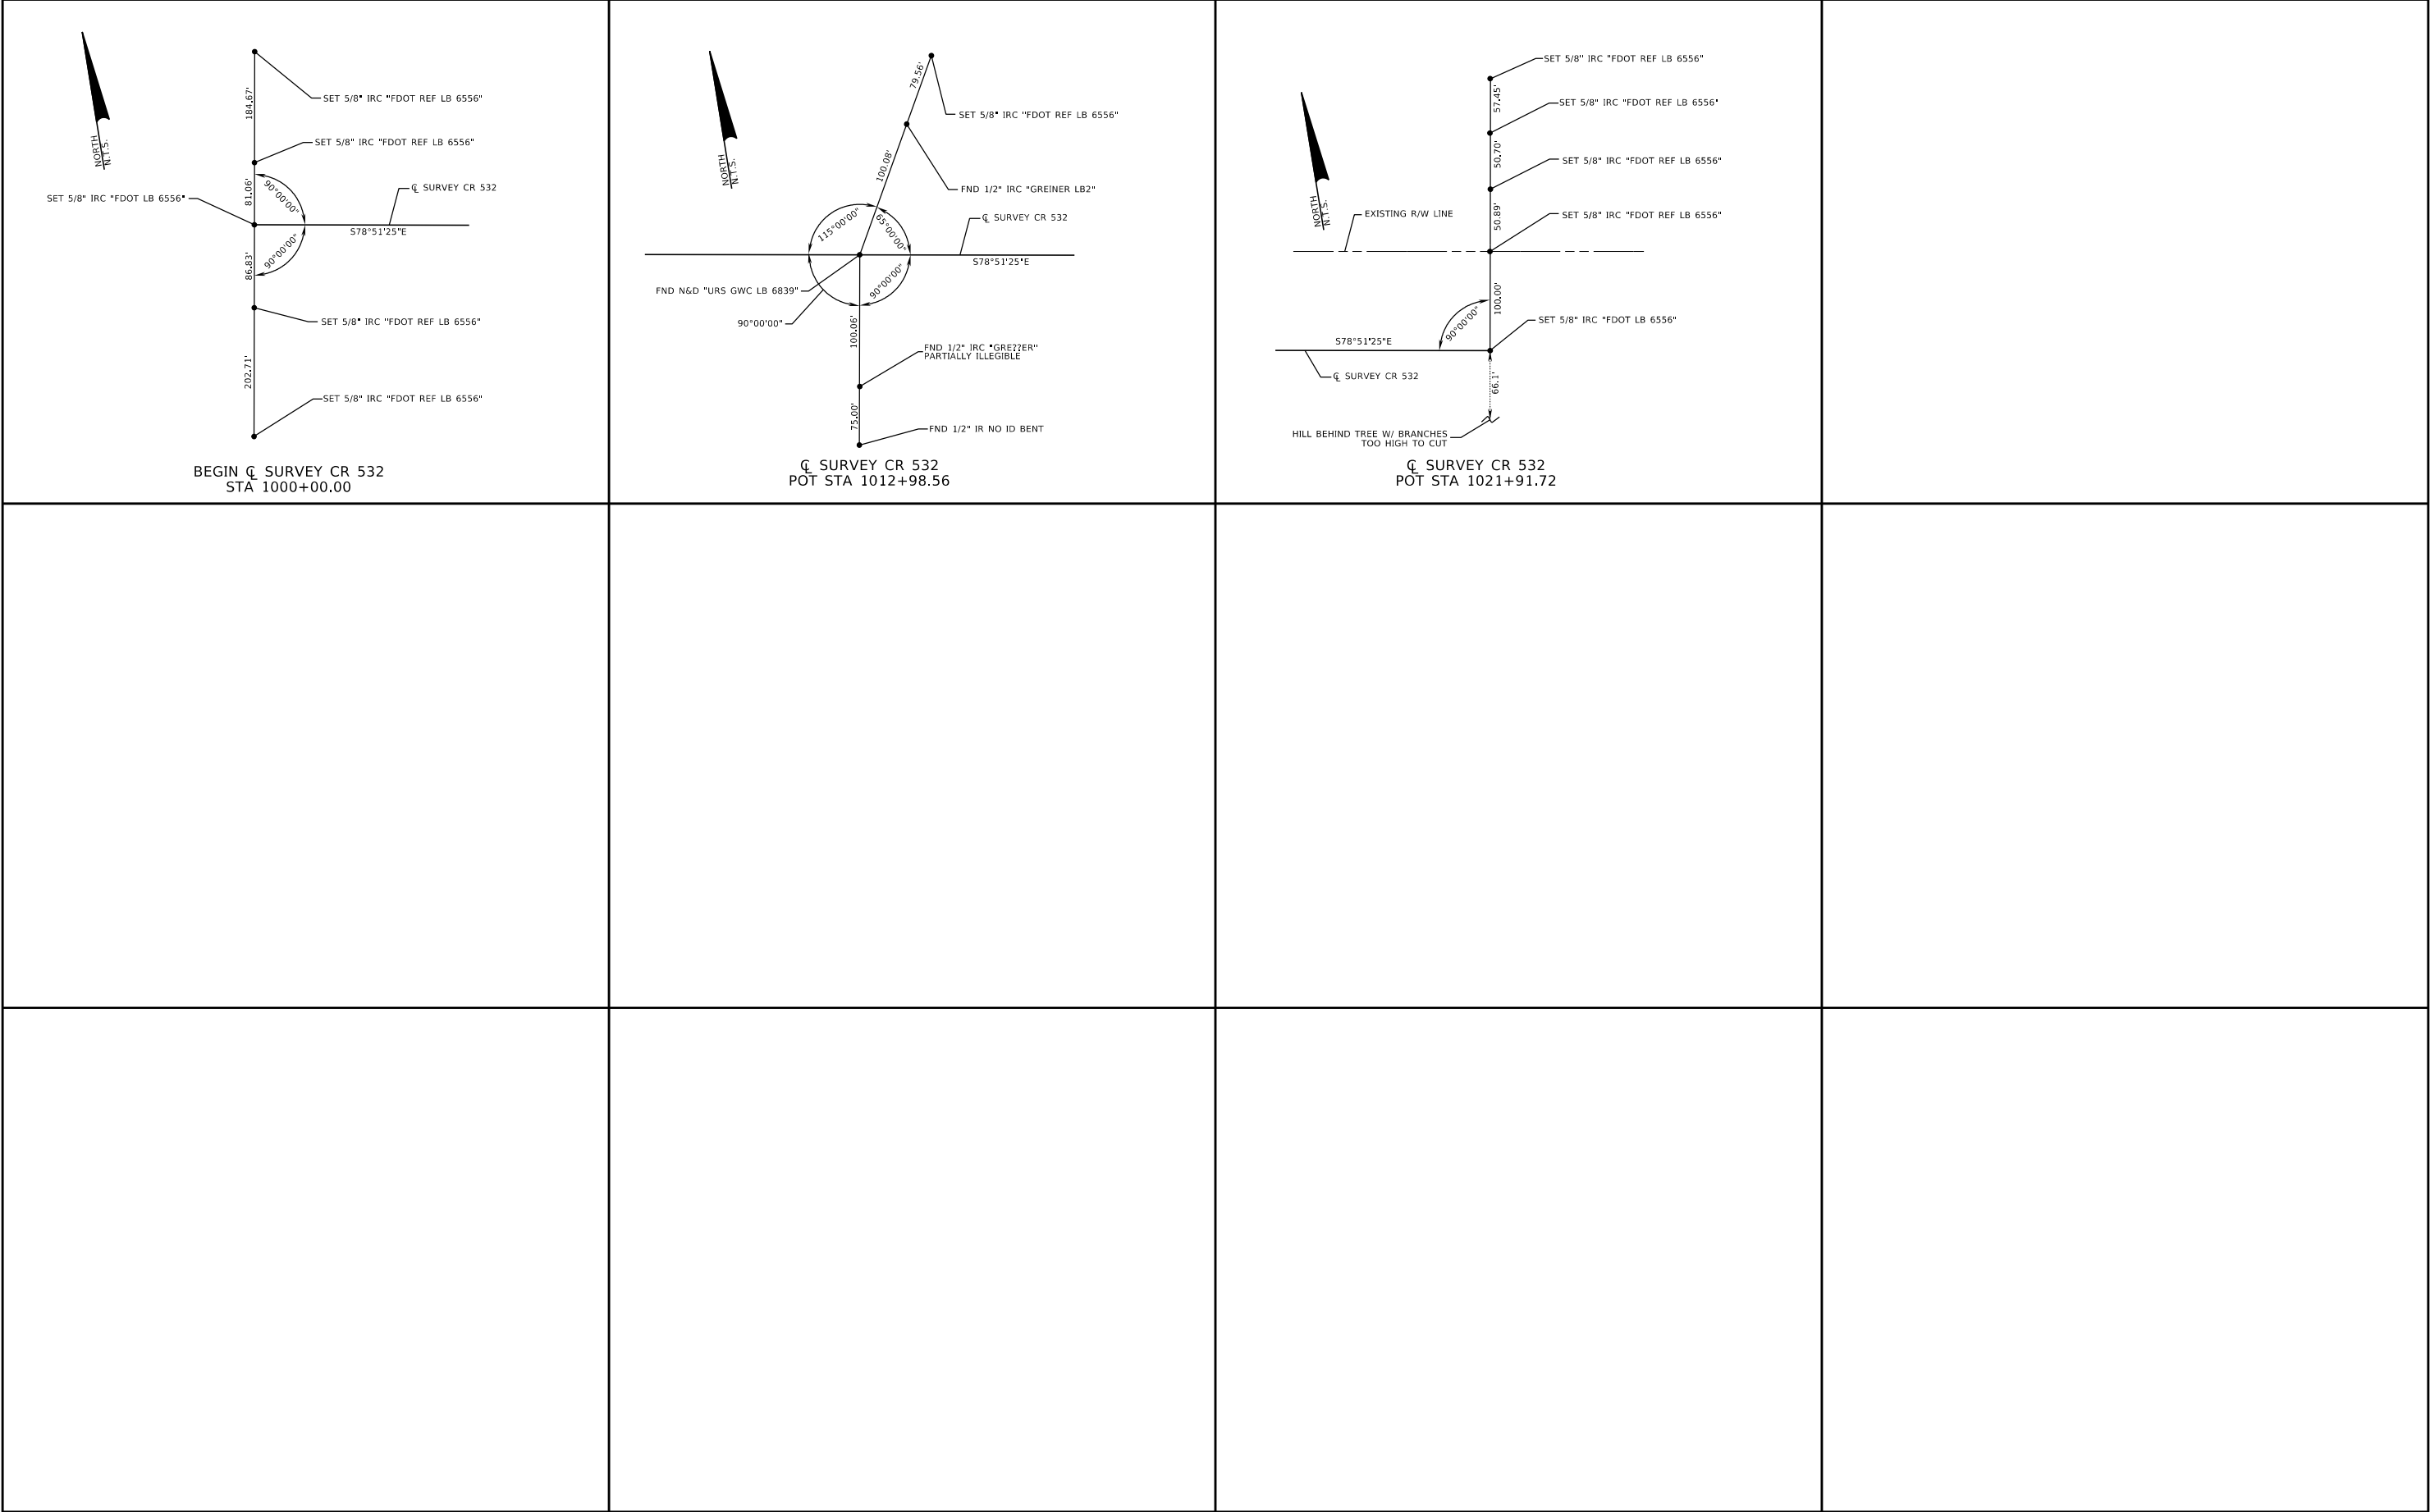 NORTH
N.T.S.
184.67'
SET 5/8" IRC "FDOT REF LB 6556"
SET 5/8" IRC "FDOT REF LB 6556"
81.06'
90°00'00"
SET 5/8" IRC "FDOT LB 6556"
℄ SURVEY CR 532
S78°51'25"E
90°00'00"
86.83'
SET 5/8" IRC "FDOT REF LB 6556"
202.71'
SET 5/8" IRC "FDOT REF LB 6556"
BEGIN ℄ SURVEY CR 532
STA 1000+00.00
NORTH
N.T.S.
79.56'
SET 5/8" IRC "FDOT REF LB 6556"
100.08'
FND 1/2" IRC "GREINER LB2"
115°00'00"
65°00'00"
℄ SURVEY CR 532
S78°51'25"E
FND N&D "URS GWC LB 6839"
90°00'00"
90°00'00"
100.06'
FND 1/2" IRC "GRE??ER"
PARTIALLY ILLEGIBLE
75.00'
FND 1/2" IR NO ID BENT
℄ SURVEY CR 532
POT STA 1012+98.56
NORTH
N.T.S.
SET 5/8" IRC "FDOT REF LB 6556"
57.45'
SET 5/8" IRC "FDOT REF LB 6556"
50.70'
SET 5/8" IRC "FDOT REF LB 6556"
50.89'
EXISTING R/W LINE
SET 5/8" IRC "FDOT REF LB 6556"
100.00'
90°00'00"
SET 5/8" IRC "FDOT LB 6556"
S78°51'25"E
℄ SURVEY CR 532
66.1'
HILL BEHIND TREE W/ BRANCHES
TOO HIGH TO CUT
℄ SURVEY CR 532
POT STA 1021+91.72